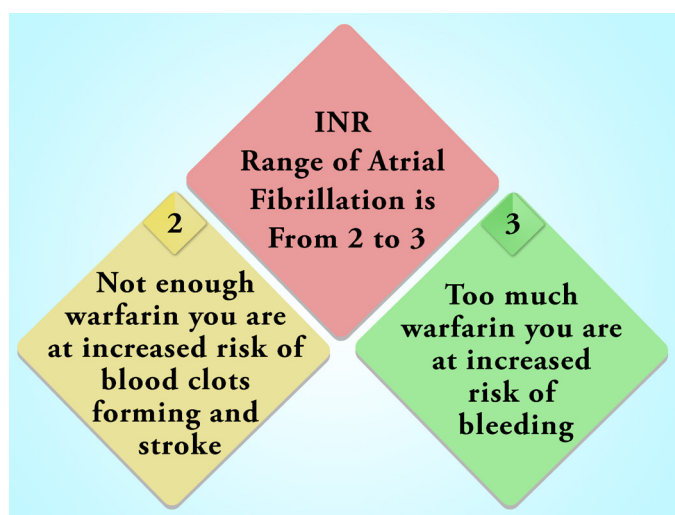 INR
Range of Atrial
Fibrillation is
From 2 to 3
2
Not enough
warfarin you are
at increased risk of
blood clots
forming and
stroke
3
Too much
warfarin you are
at increased
risk of
bleeding